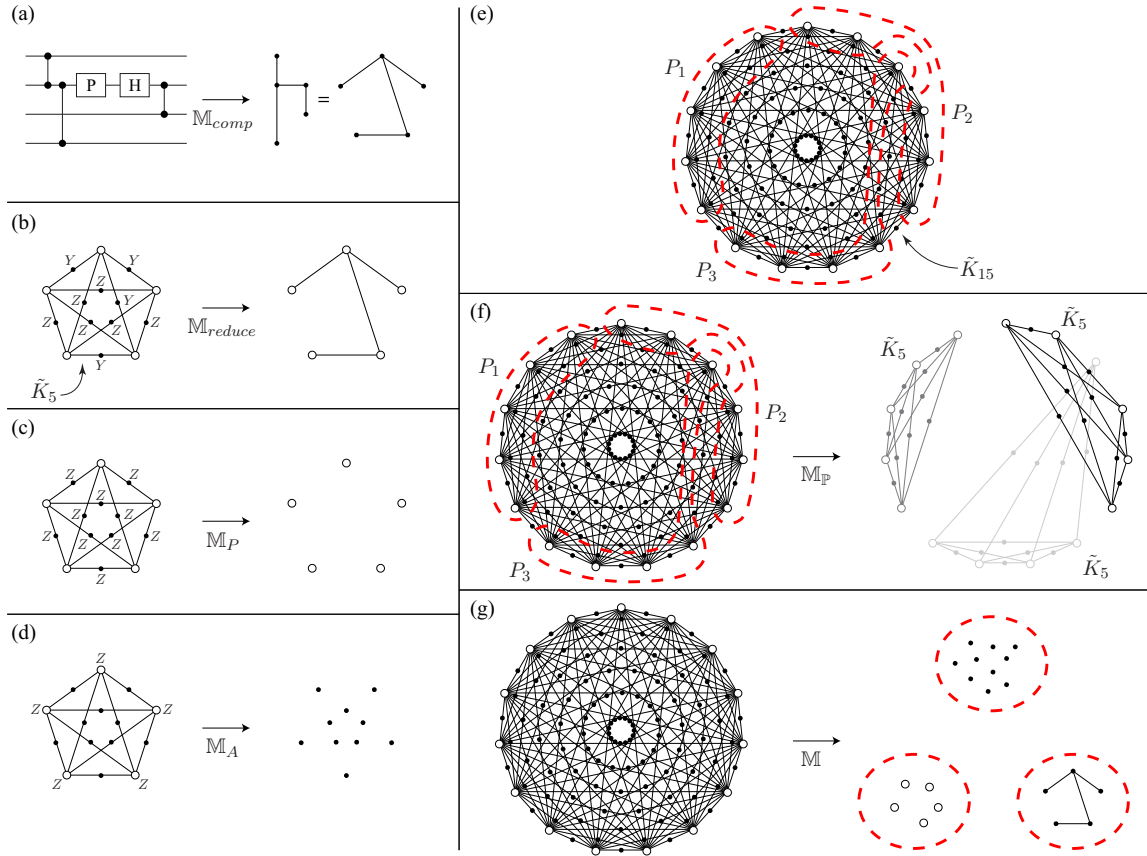 (a)
P
H
𝕄comp
=
(b)
Y
Y
Z
Z
Y
Z
Z
Z
Z
Y
𝕄reduce
K̃5
(c)
Z
Z
Z
Z
Z
Z
Z
Z
Z
Z
𝕄P
(d)
Z
Z
Z
Z
Z
𝕄A
(e)
P1
P2
P3
K̃15
(f)
P1
P2
P3
𝕄ℙ
K̃5
K̃5
K̃5
(g)
𝕄